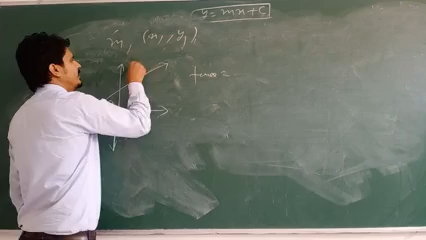 y = mx + c
m, (x₁, y₁)
tan =